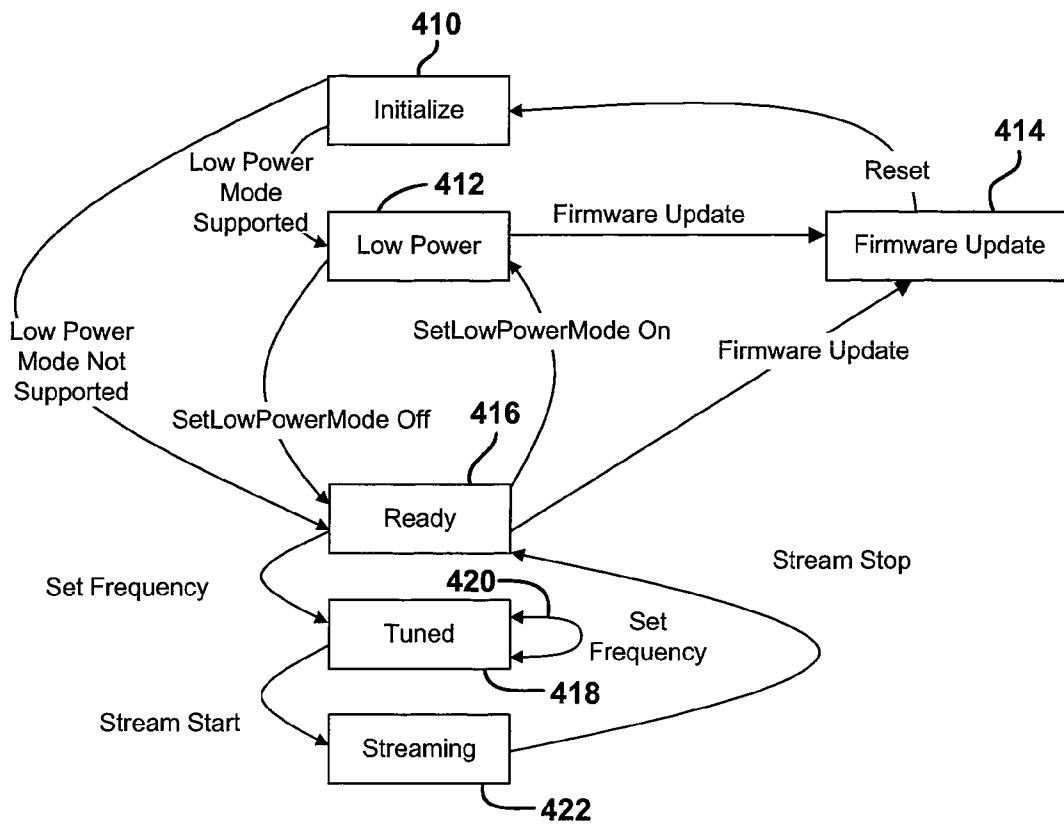 410
Initialize
414
Low Power
Mode
Supported
Reset
412
Firmware Update
Low Power
Firmware Update
Low Power
Mode Not
Supported
SetLowPowerMode On
Firmware Update
SetLowPowerMode Off
416
Ready
Stream Stop
Set Frequency
420
Tuned
Set
Frequency
418
Stream Start
Streaming
422